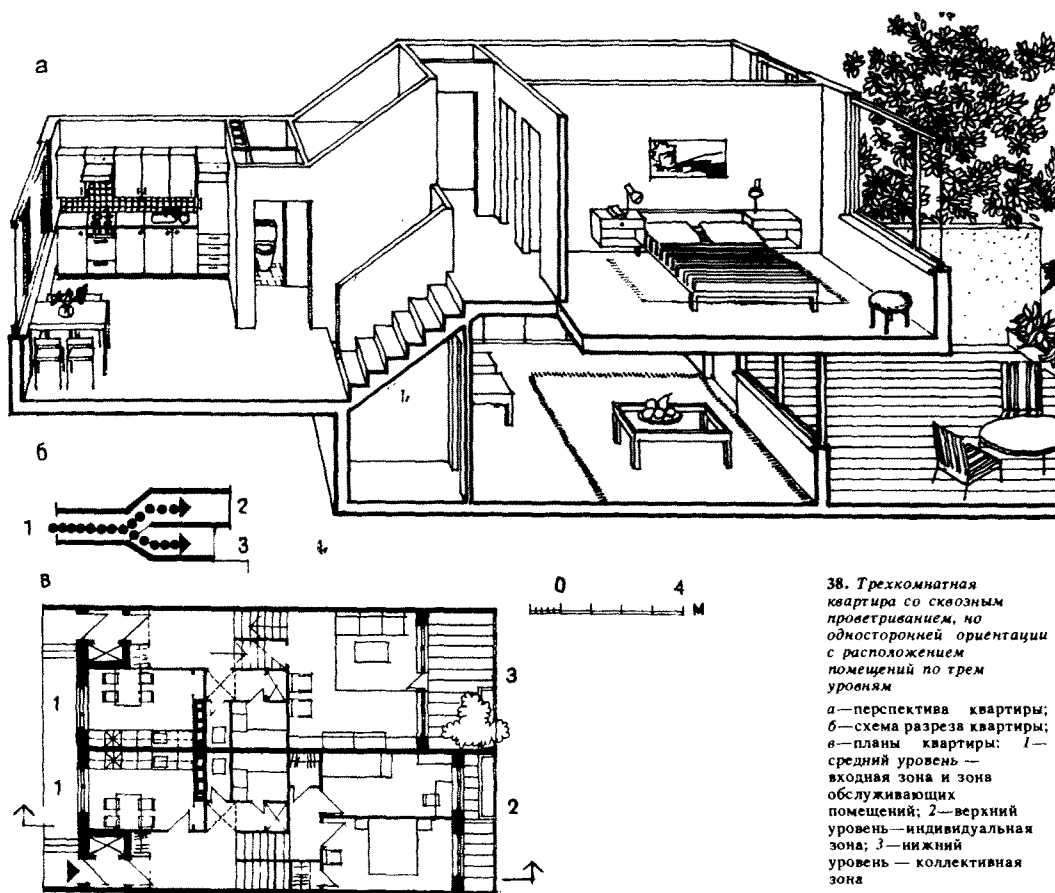 а
б
1
2
3
в
0 4
м
1
3
1
2
38. Трехкомнатная
квартира со сквозным
проветриванием, но
односторонней ориентации
с расположением
помещений по трем
уровням
а—перспектива квартиры;
б—схема разреза квартиры;
в—планы квартиры: 1—
средний уровень —
входная зона и зона
обслуживающих
помещений; 2—верхний
уровень—индивидуальная
зона; 3—нижний
уровень — коллективная
зона